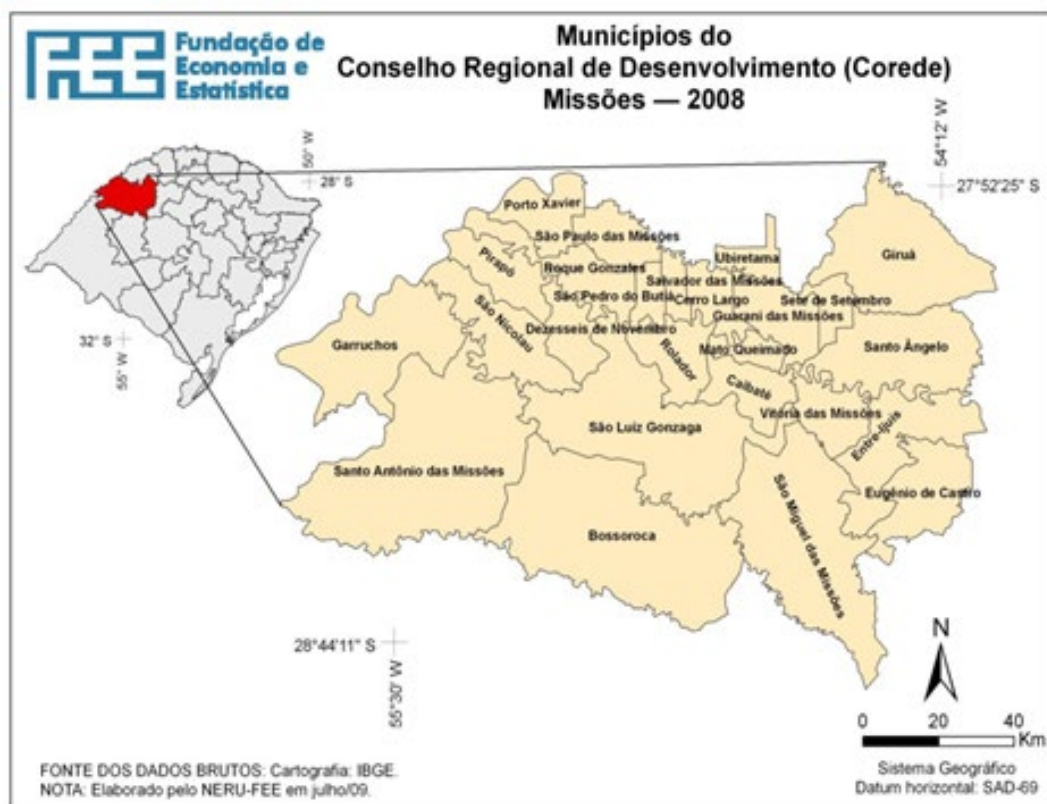 FEE
Fundação de
Economia e
Estatística
Municípios do
Conselho Regional de Desenvolvimento (Corede)
Missões — 2008
50° W
28° S
32° S
55° W
54°12' W
27°52'25" S
Porto Xavier
São Paulo das Missões
Pirapó
Roque Gonzales
Ubiretama
Giruá
Salvador das Missões
São Pedro do Butiá
Cerro Largo
Sete de Setembro
Guarani das Missões
São Nicolau
Dezesseis de Novembro
Garruchos
Rolador
Mato Queimado
Santo Ângelo
Caibaté
Vitória das Missões
São Luiz Gonzaga
Entre-Ijuís
Santo Antônio das Missões
Eugênio de Castro
São Miguel das Missões
Bossoroca
28°44'11" S
55°30' W
N
0 20 40
Km
Sistema Geográfico
Datum horizontal: SAD-69
FONTE DOS DADOS BRUTOS: Cartografia: IBGE.
NOTA: Elaborado pelo NERU-FEE em julho/09.